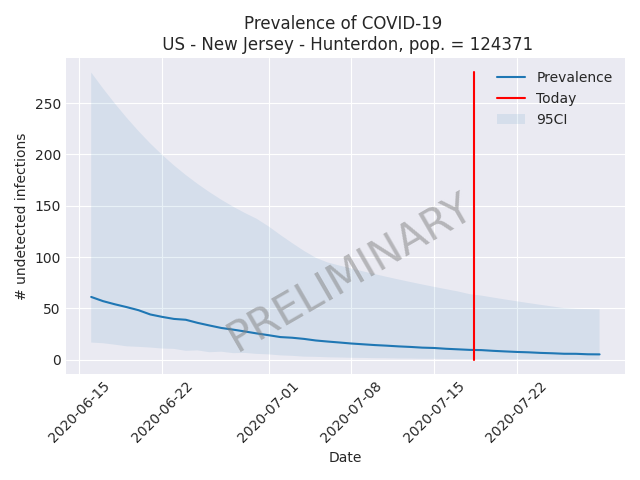 Prevalence of COVID-19
US - New Jersey - Hunterdon, pop. = 124371
Prevalence
Today
95CI
PRELIMINARY
# undetected infections
250
200
150
100
50
0
2020-06-15
2020-06-22
2020-07-01
2020-07-08
2020-07-15
2020-07-22
Date